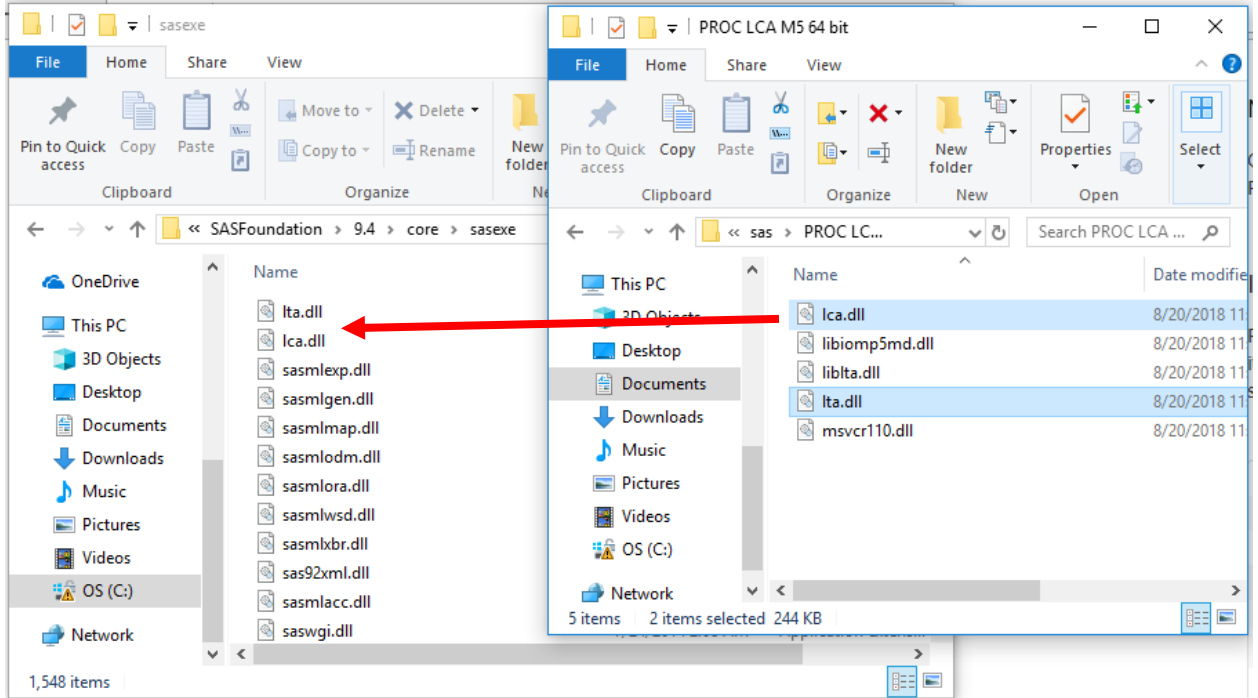 sasexe
File
Home
Share
View
Pin to Quick access
Copy
Paste
Move to
Copy to
Delete
Rename
New folder
Clipboard
Organize
« SASFoundation > 9.4 > core > sasexe
OneDrive
This PC
3D Objects
Desktop
Documents
Downloads
Music
Pictures
Videos
OS (C:)
Network
Name
lta.dll
lca.dll
sasmlexp.dll
sasmlgen.dll
sasmlmap.dll
sasmlodm.dll
sasmlora.dll
sasmlwsd.dll
sasmlxbr.dll
sas92xml.dll
sasmlacc.dll
saswgi.dll
1,548 items
PROC LCA M5 64 bit
File
Home
Share
View
Pin to Quick access
Copy
Paste
New folder
Properties
Select
Clipboard
Organize
New
Open
« sas > PROC LC...
Search PROC LCA ...
This PC
3D Objects
Desktop
Documents
Downloads
Music
Pictures
Videos
OS (C:)
Network
Name
Date modifie
lca.dll 8/20/2018 11:
libiomp5md.dll 8/20/2018 11:
liblta.dll 8/20/2018 11:
lta.dll 8/20/2018 11:
msvcr110.dll 8/20/2018 11:
5 items
2 items selected 244 KB